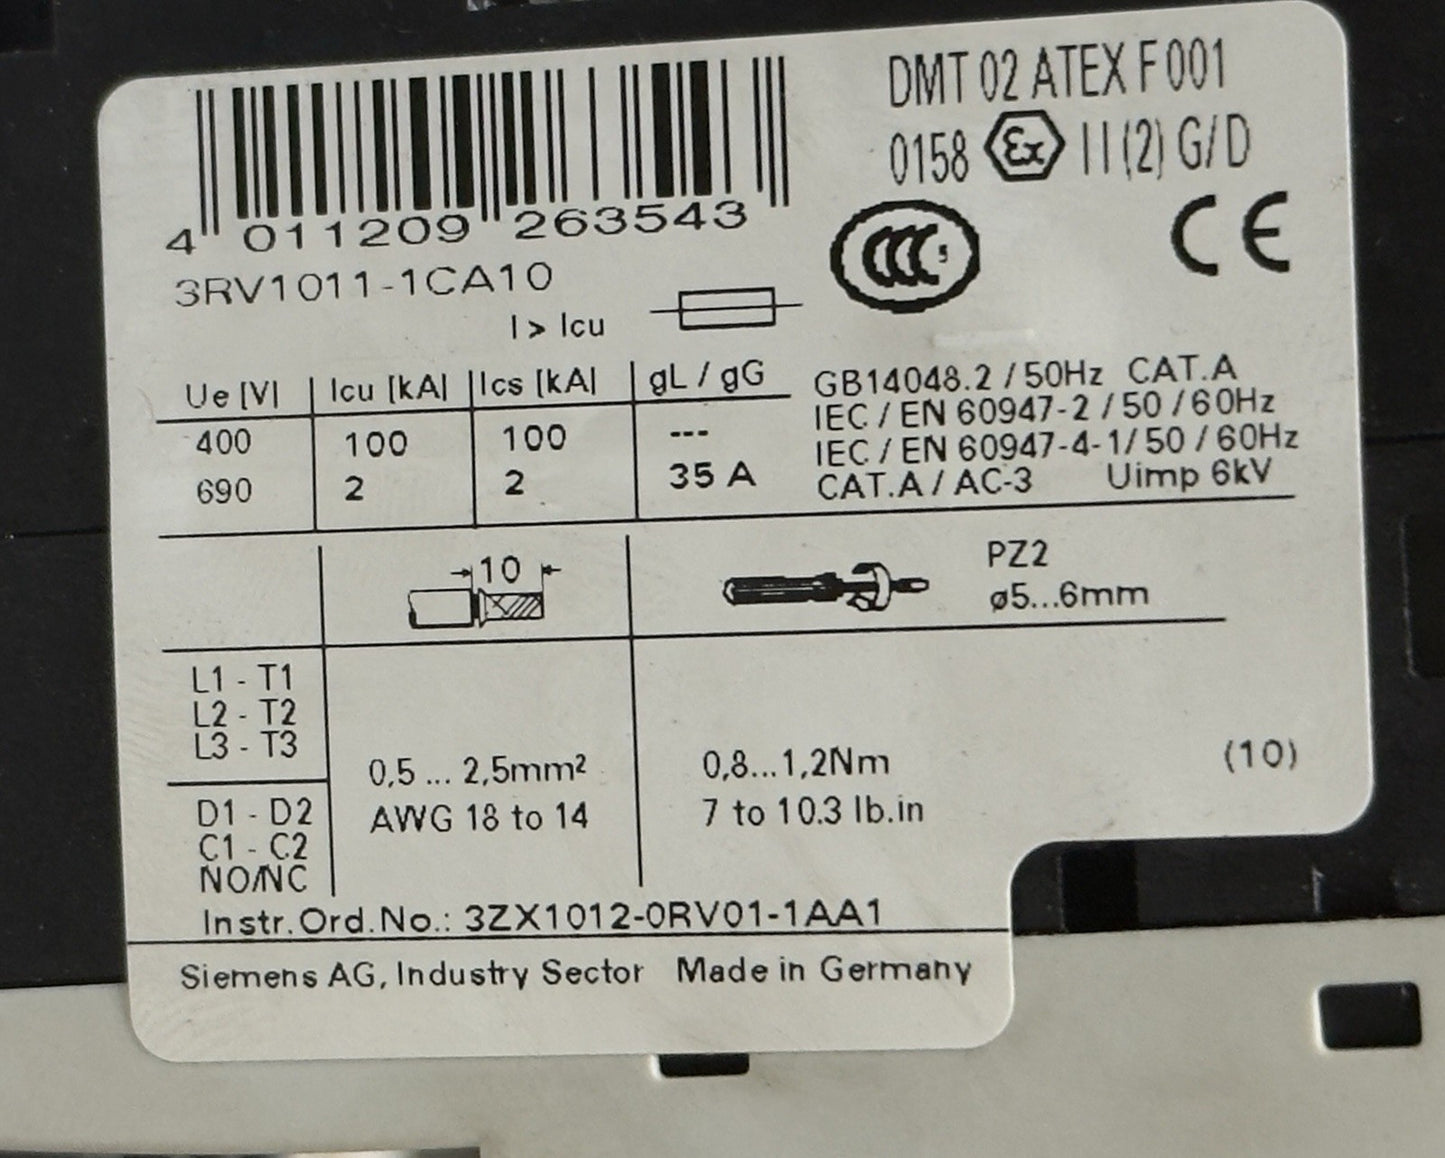 DMT 02 ATEX F 001
0158 Ex II (2) G/D
CE
CCC S
4 011209 263543
3RV1011-1CA10
I > Icu
Ue [V] Icu [kA] Ics [kA] gL / gG
400 100 100 ---
690 2 2 35 A
GB14048.2 / 50Hz CAT.A
IEC / EN 60947-2 / 50 / 60Hz
IEC / EN 60947-4-1/ 50 / 60Hz
CAT.A / AC-3 Uimp 6kV
10
PZ2
ø5...6mm
L1 - T1
L2 - T2
L3 - T3
D1 - D2
C1 - C2
NO/NC
0,5 ... 2,5mm²
AWG 18 to 14
0,8...1,2Nm
7 to 10.3 lb.in
(10)
Instr.Ord.No.: 3ZX1012-0RV01-1AA1
Siemens AG, Industry Sector Made in Germany